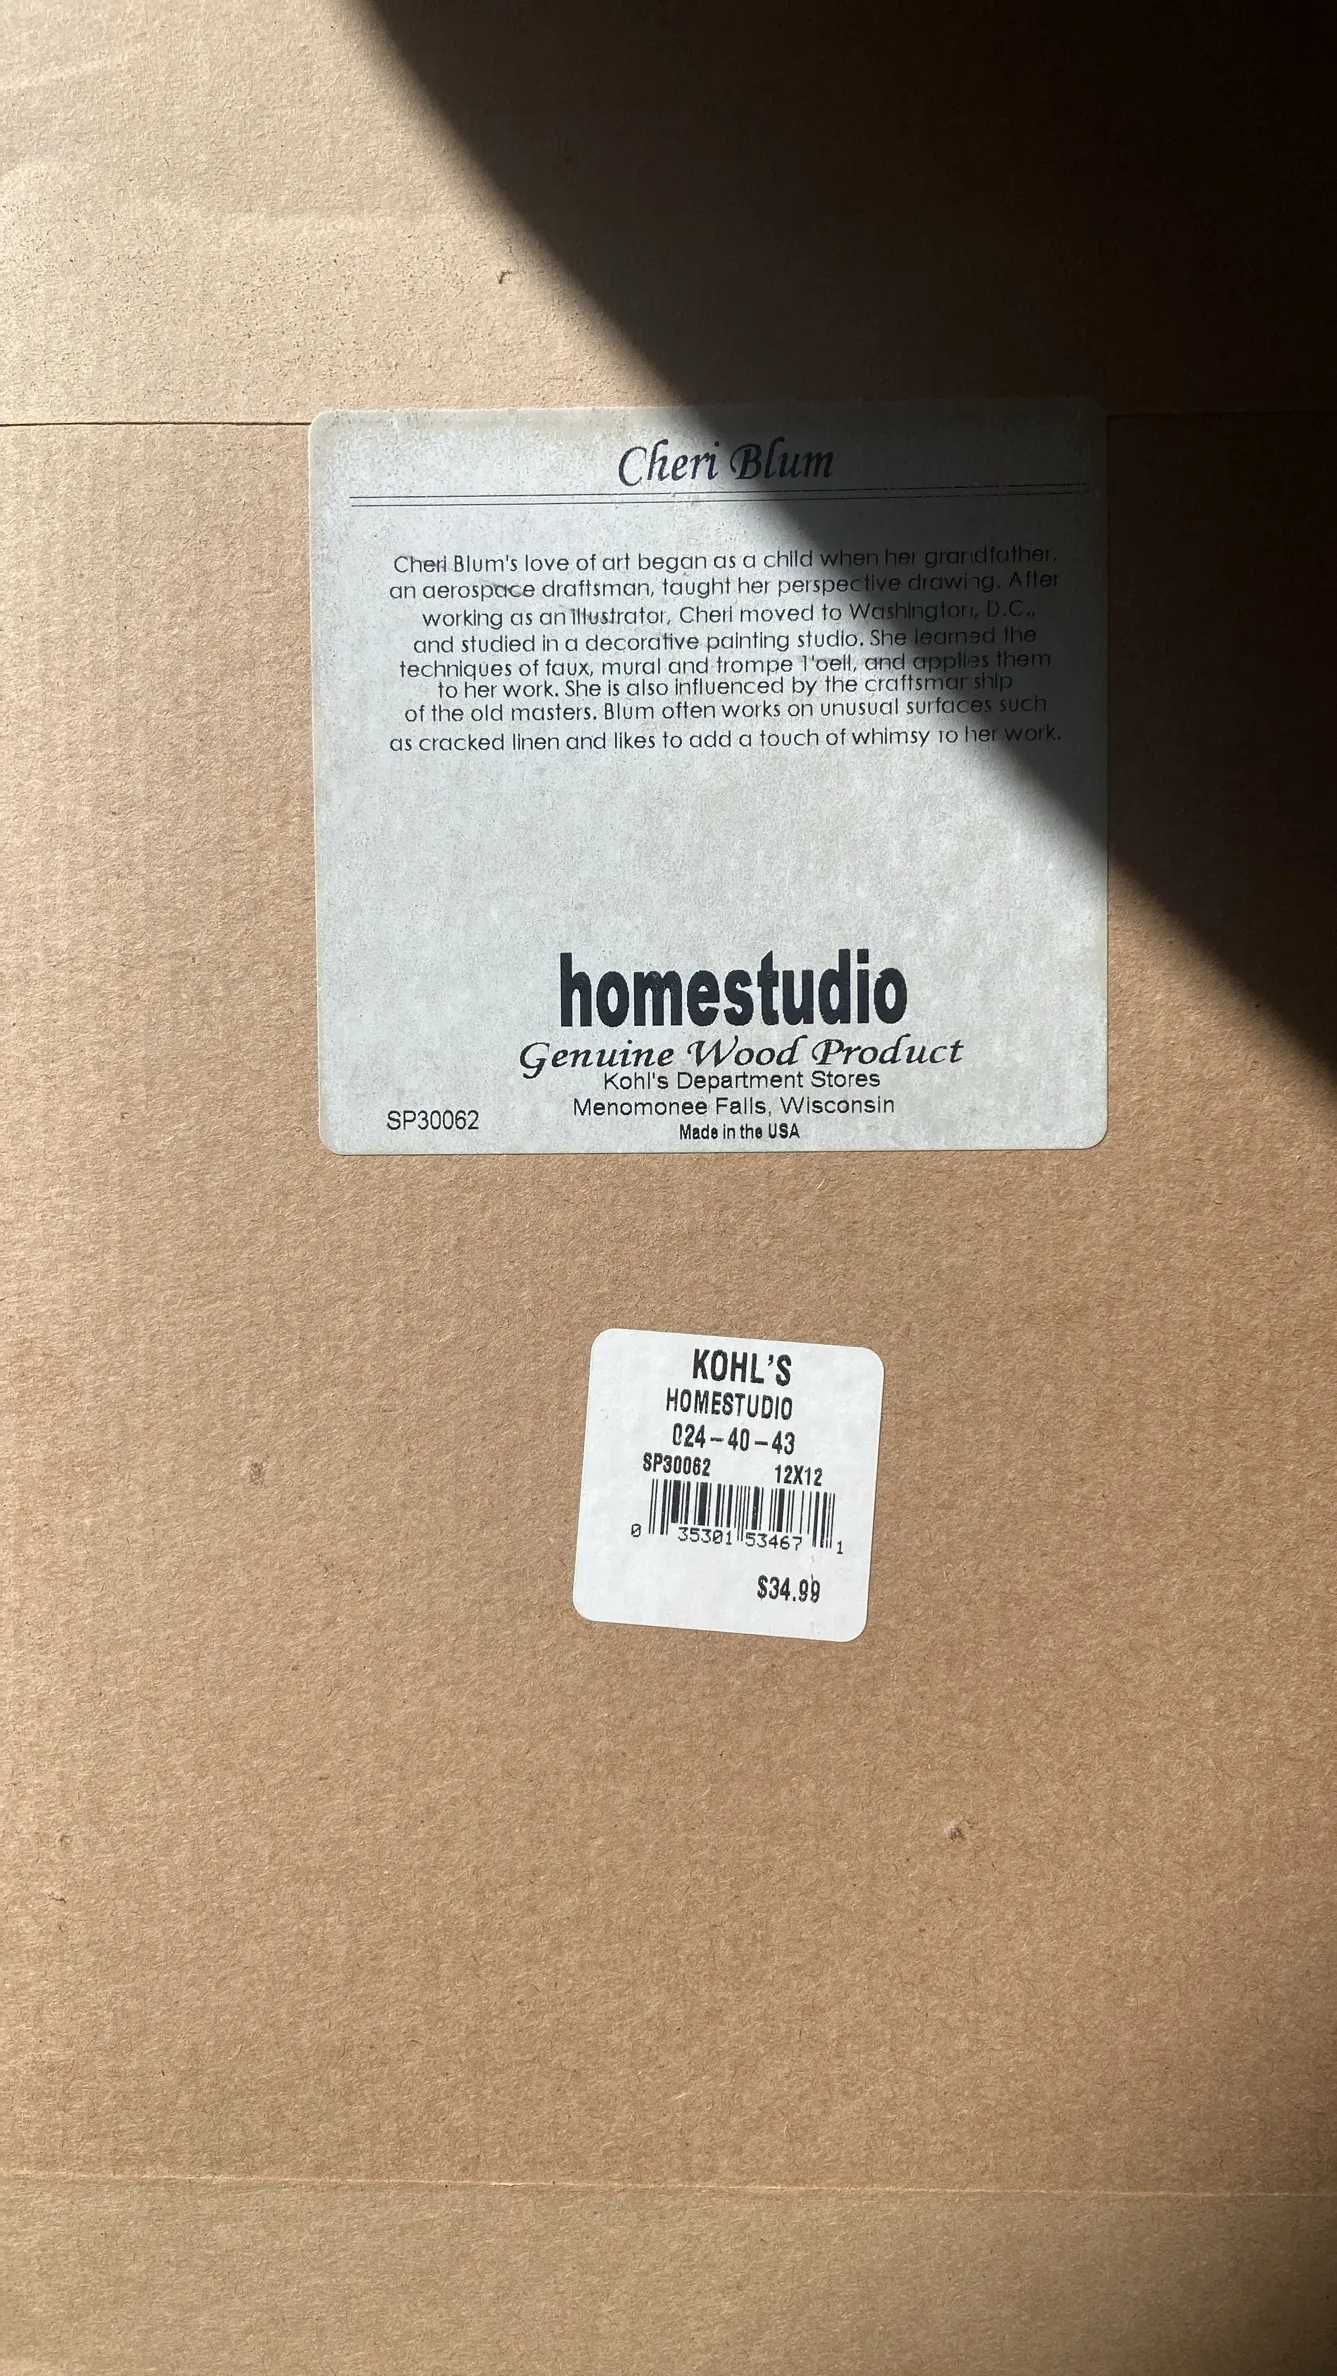 Cheri Blum
Cheri Blum's love of art began as a child when her grandfather,
an aerospace draftsman, taught her perspective drawing. After
working as an illustrator, Cheri moved to Washington, D.C.,
and studied in a decorative painting studio. She learned the
techniques of faux, mural and trompe l'oeil, and applies them
to her work. She is also influenced by the craftsmanship
of the old masters. Blum often works on unusual surfaces such
as cracked linen and likes to add a touch of whimsy to her work.
homestudio
Genuine Wood Product
Kohl's Department Stores
Menomonee Falls, Wisconsin
SP30062
Made in the USA
KOHL'S
HOMESTUDIO
024-40-43
SP30062 12X12
0 35301 53467 1
$34.99